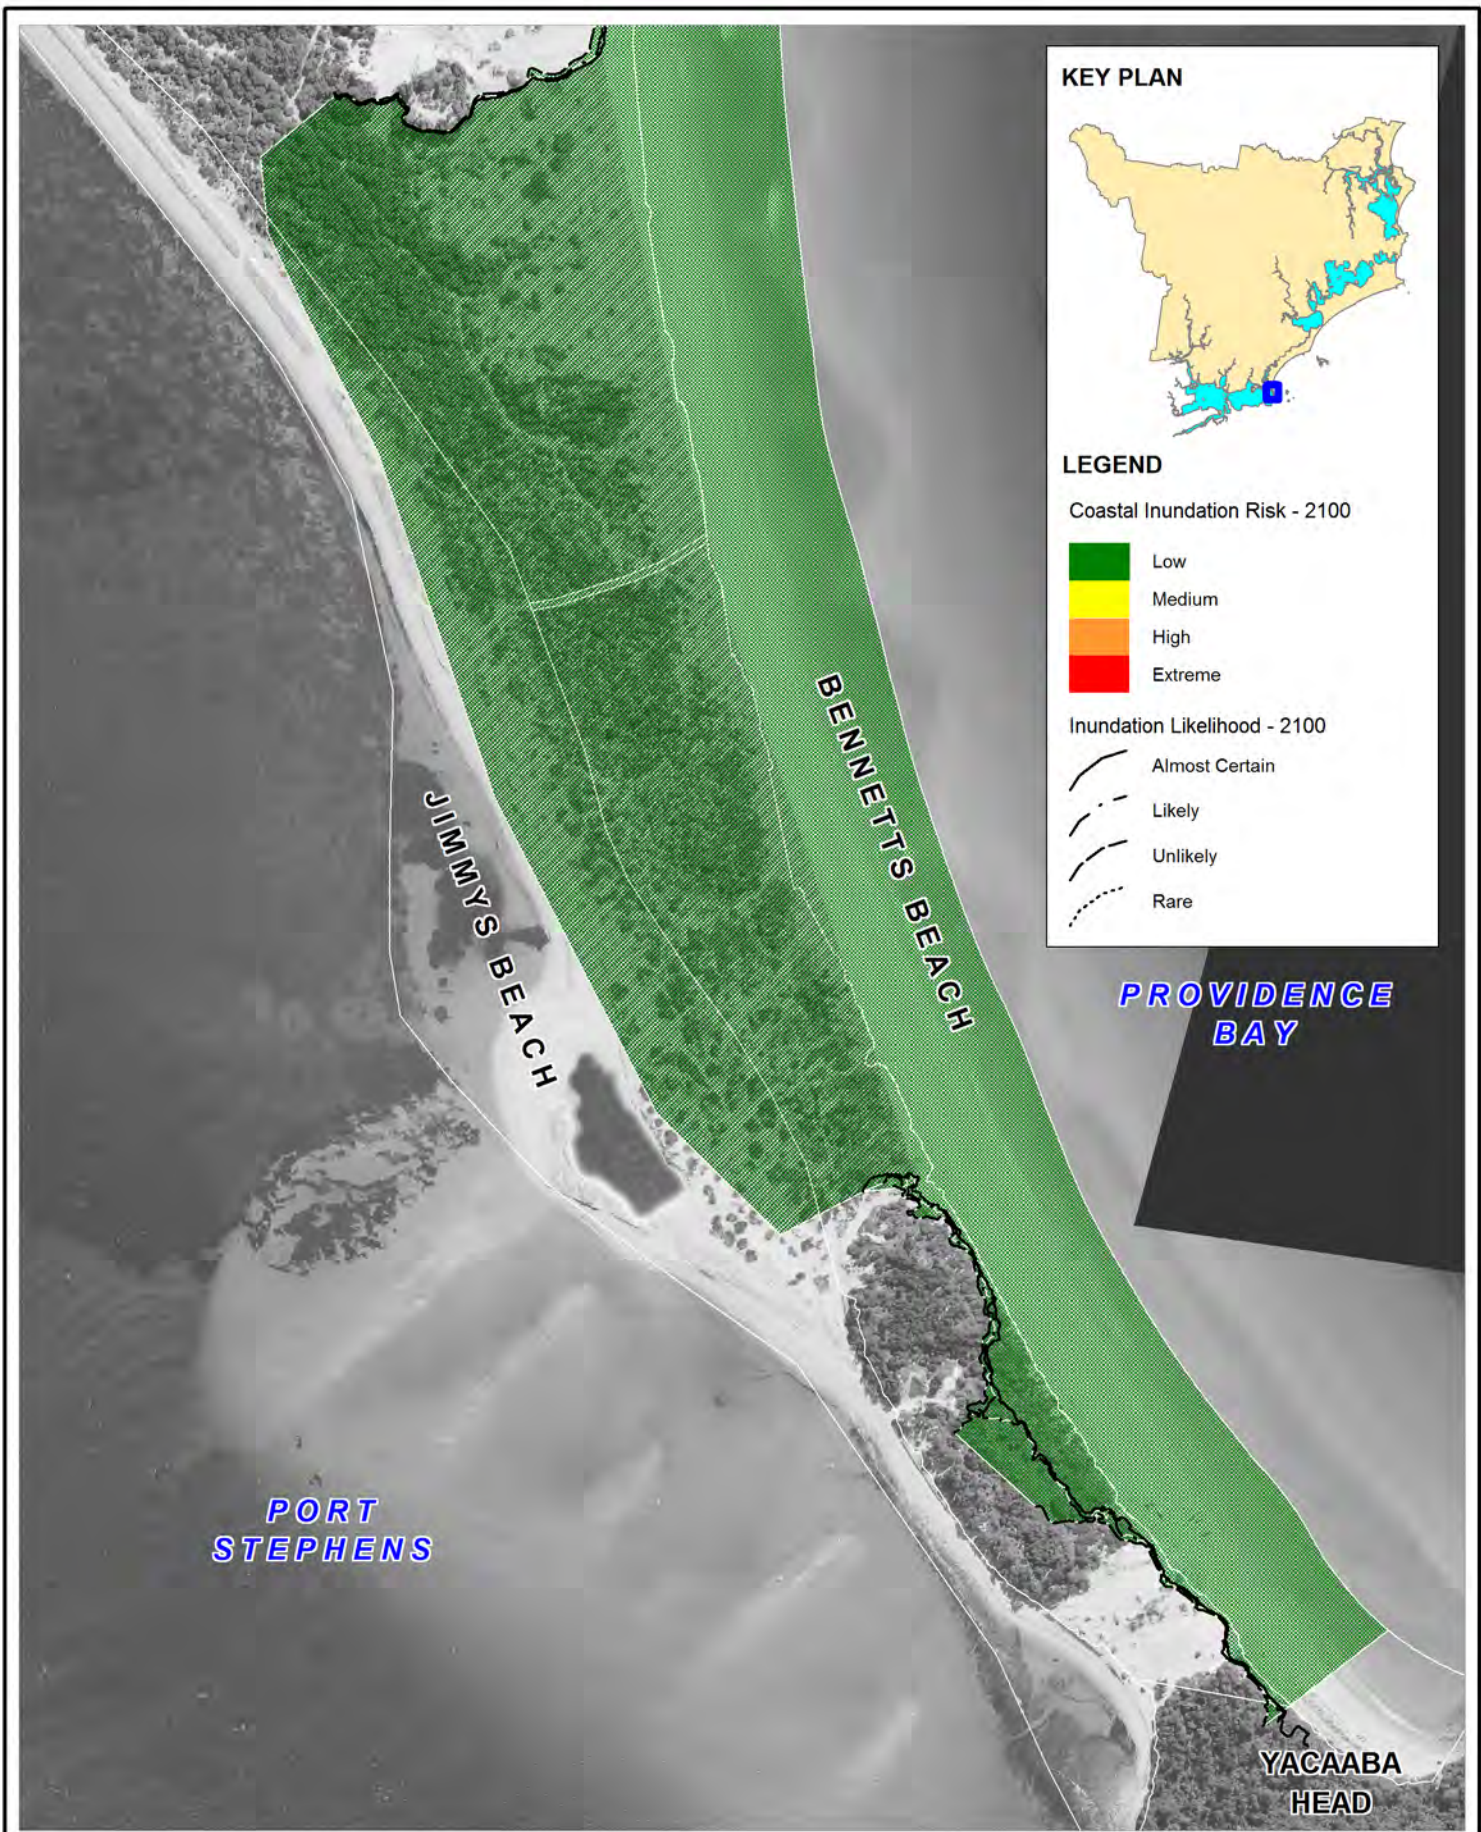 KEY PLAN
LEGEND
Coastal Inundation Risk - 2100
Low
Medium
High
Extreme
Inundation Likelihood - 2100
Almost Certain
Likely
Unlikely
Rare
BENNETTS BEACH
JIMMYS BEACH
PROVIDENCE
BAY
PORT
STEPHENS
YACAABA
HEAD